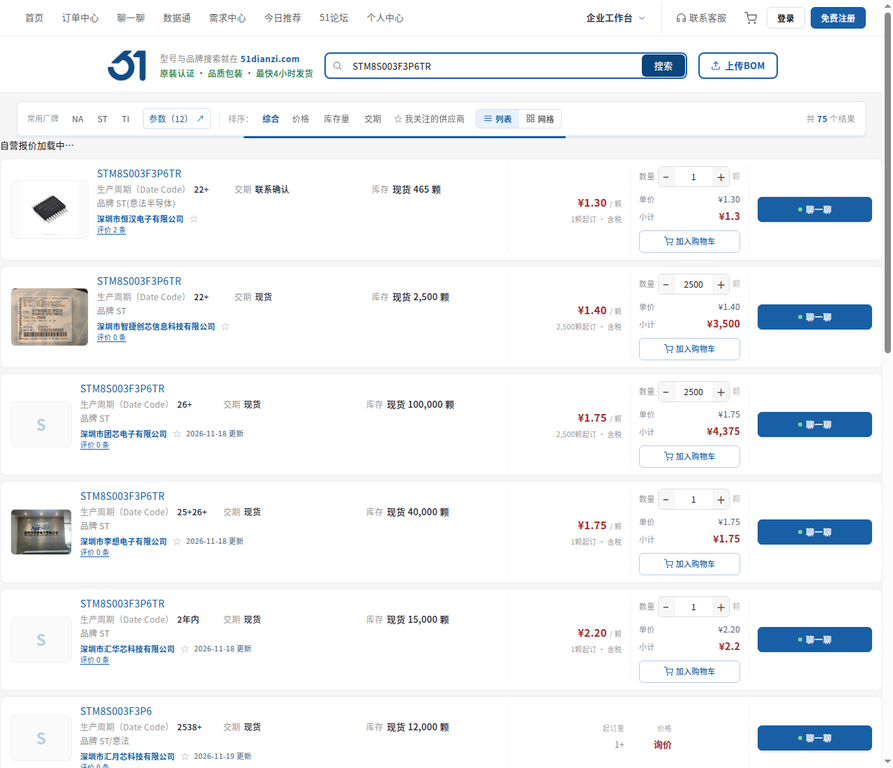 首页 订单中心 聊一聊 数据通 需求中心 今日推荐 51论坛 个人中心 企业工作台 联系客服 登录 免费注册
51
型号与品牌搜索就在 51dianzi.com
原装认证 · 品质包装 · 最快4小时发货
STM8S003F3P6TR 搜索 上传BOM
常用厂牌 NA ST TI 参数（12） ↗ 排序： 综合 价格 库存量 交期 ☆ 我关注的供应商 列表 网格 共 75 个结果
自营报价加载中…
STM8S003F3P6TR
生产周期（Date Code） 22+ 交期 联系确认 库存 现货 465 颗
品牌 ST(意法半导体)
深圳市恒汉电子有限公司 ☆
评价 2 条
¥1.30 / 颗
1颗起订 · 含税
数量 − 1 + 颗
单价 ¥1.30
小计 ¥1.3
加入购物车
STM8S003F3P6TR
生产周期（Date Code） 22+ 交期 现货 库存 现货 2,500 颗
品牌 ST
深圳市智捷创芯信息科技有限公司 ☆
评价 0 条
¥1.40 / 颗
2,500颗起订 · 含税
数量 − 2500 + 颗
单价 ¥1.40
小计 ¥3,500
加入购物车
S
STM8S003F3P6TR
生产周期（Date Code） 26+ 交期 现货 库存 现货 100,000 颗
品牌 ST
深圳市团芯电子有限公司 ☆ 2026-11-18 更新
评价 0 条
¥1.75 / 颗
2,500颗起订 · 含税
数量 − 2500 + 颗
单价 ¥1.75
小计 ¥4,375
加入购物车
STM8S003F3P6TR
生产周期（Date Code） 25+26+ 交期 现货 库存 现货 40,000 颗
品牌 ST
深圳市李想电子有限公司 ☆ 2026-11-18 更新
评价 0 条
¥1.75 / 颗
1颗起订 · 含税
数量 − 1 + 颗
单价 ¥1.75
小计 ¥1.75
加入购物车
S
STM8S003F3P6TR
生产周期（Date Code） 2年内 交期 现货 库存 现货 15,000 颗
品牌 ST
深圳市汇华芯科技有限公司 ☆ 2026-11-18 更新
评价 0 条
¥2.20 / 颗
1颗起订 · 含税
数量 − 1 + 颗
单价 ¥2.20
小计 ¥2.2
加入购物车
S
STM8S003F3P6
生产周期（Date Code） 2538+ 交期 现货 库存 现货 12,000 颗
品牌 ST/意法
深圳市汇月芯科技有限公司 ☆ 2026-11-19 更新
评价 0 条
起订量 价格
1+ 询价